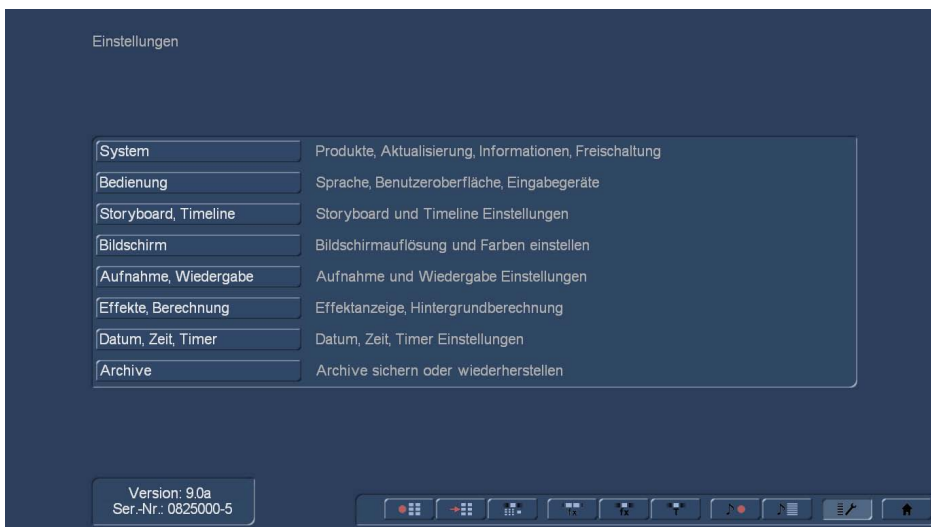 Einstellungen
System Produkte, Aktualisierung, Informationen, Freischaltung
Bedienung Sprache, Benutzeroberfläche, Eingabegeräte
Storyboard, Timeline Storyboard und Timeline Einstellungen
Bildschirm Bildschirmauflösung und Farben einstellen
Aufnahme, Wiedergabe Aufnahme und Wiedergabe Einstellungen
Effekte, Berechnung Effektanzeige, Hintergrundberechnung
Datum, Zeit, Timer Datum, Zeit, Timer Einstellungen
Archive Archive sichern oder wiederherstellen
Version: 9.0a
Ser.-Nr.: 0825000-5
fx fx T